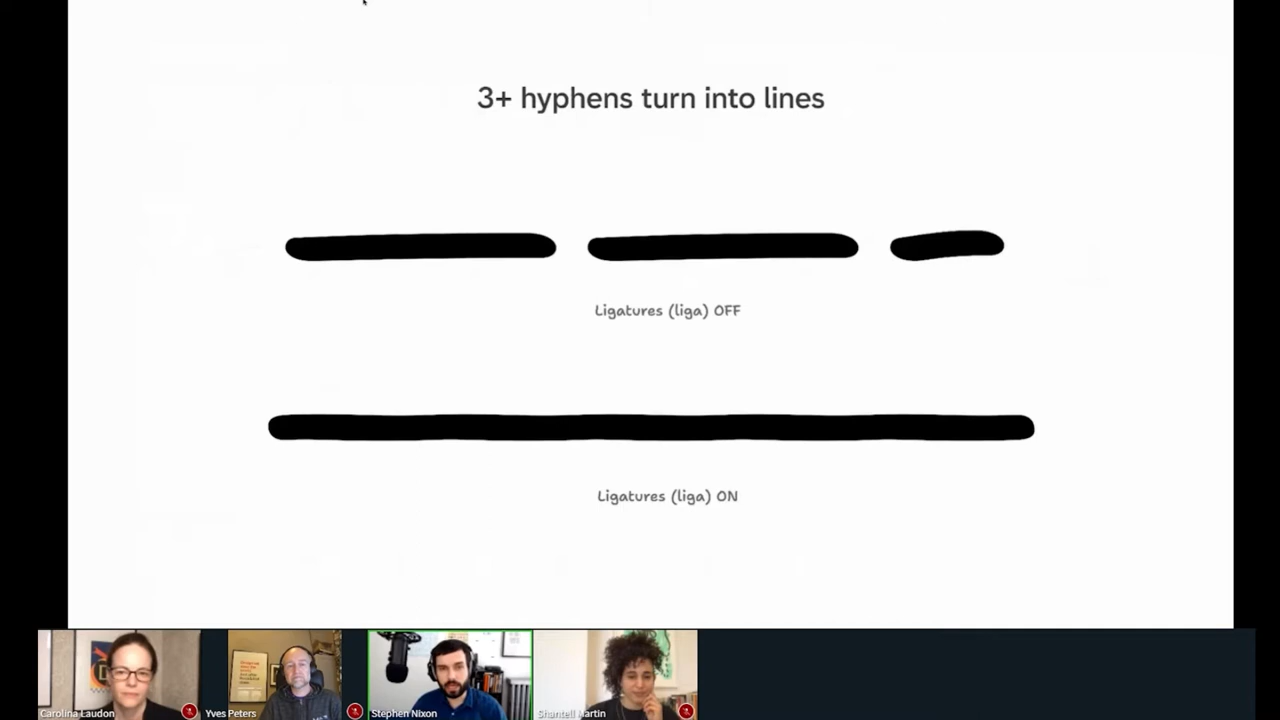 3+ hyphens turn into lines
Ligatures (liga) OFF
Ligatures (liga) ON
Carolina Laudon
Yves Peters
Stephen Nixon
Shantell Martin